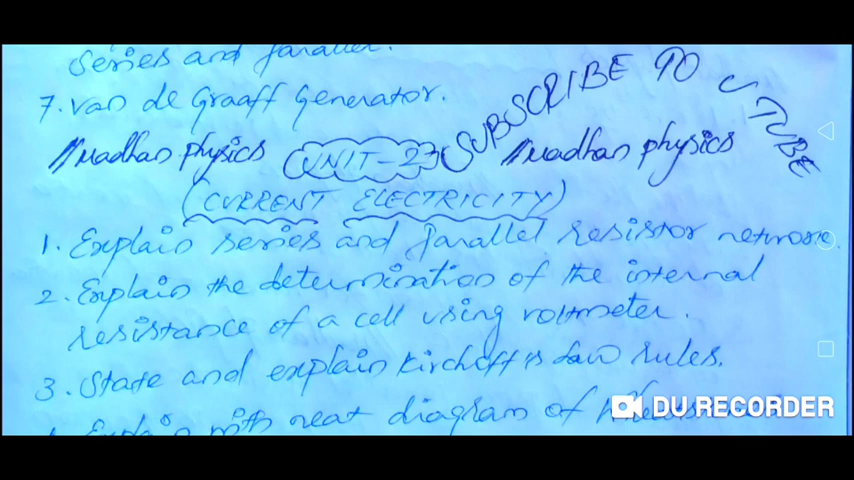 series and parallel.
7. Van de Graaff Generator.
SUBSCRIBE TO U TUBE
Madhan physics UNIT-2 Madhan physics
(CURRENT ELECTRICITY)
1. Explain series and parallel resistor network.
2. Explain the determination of the internal
resistance of a cell using voltmeter.
3. State and explain Kirchoff's law rules.
4. Explain with neat diagram of
DU RECORDER